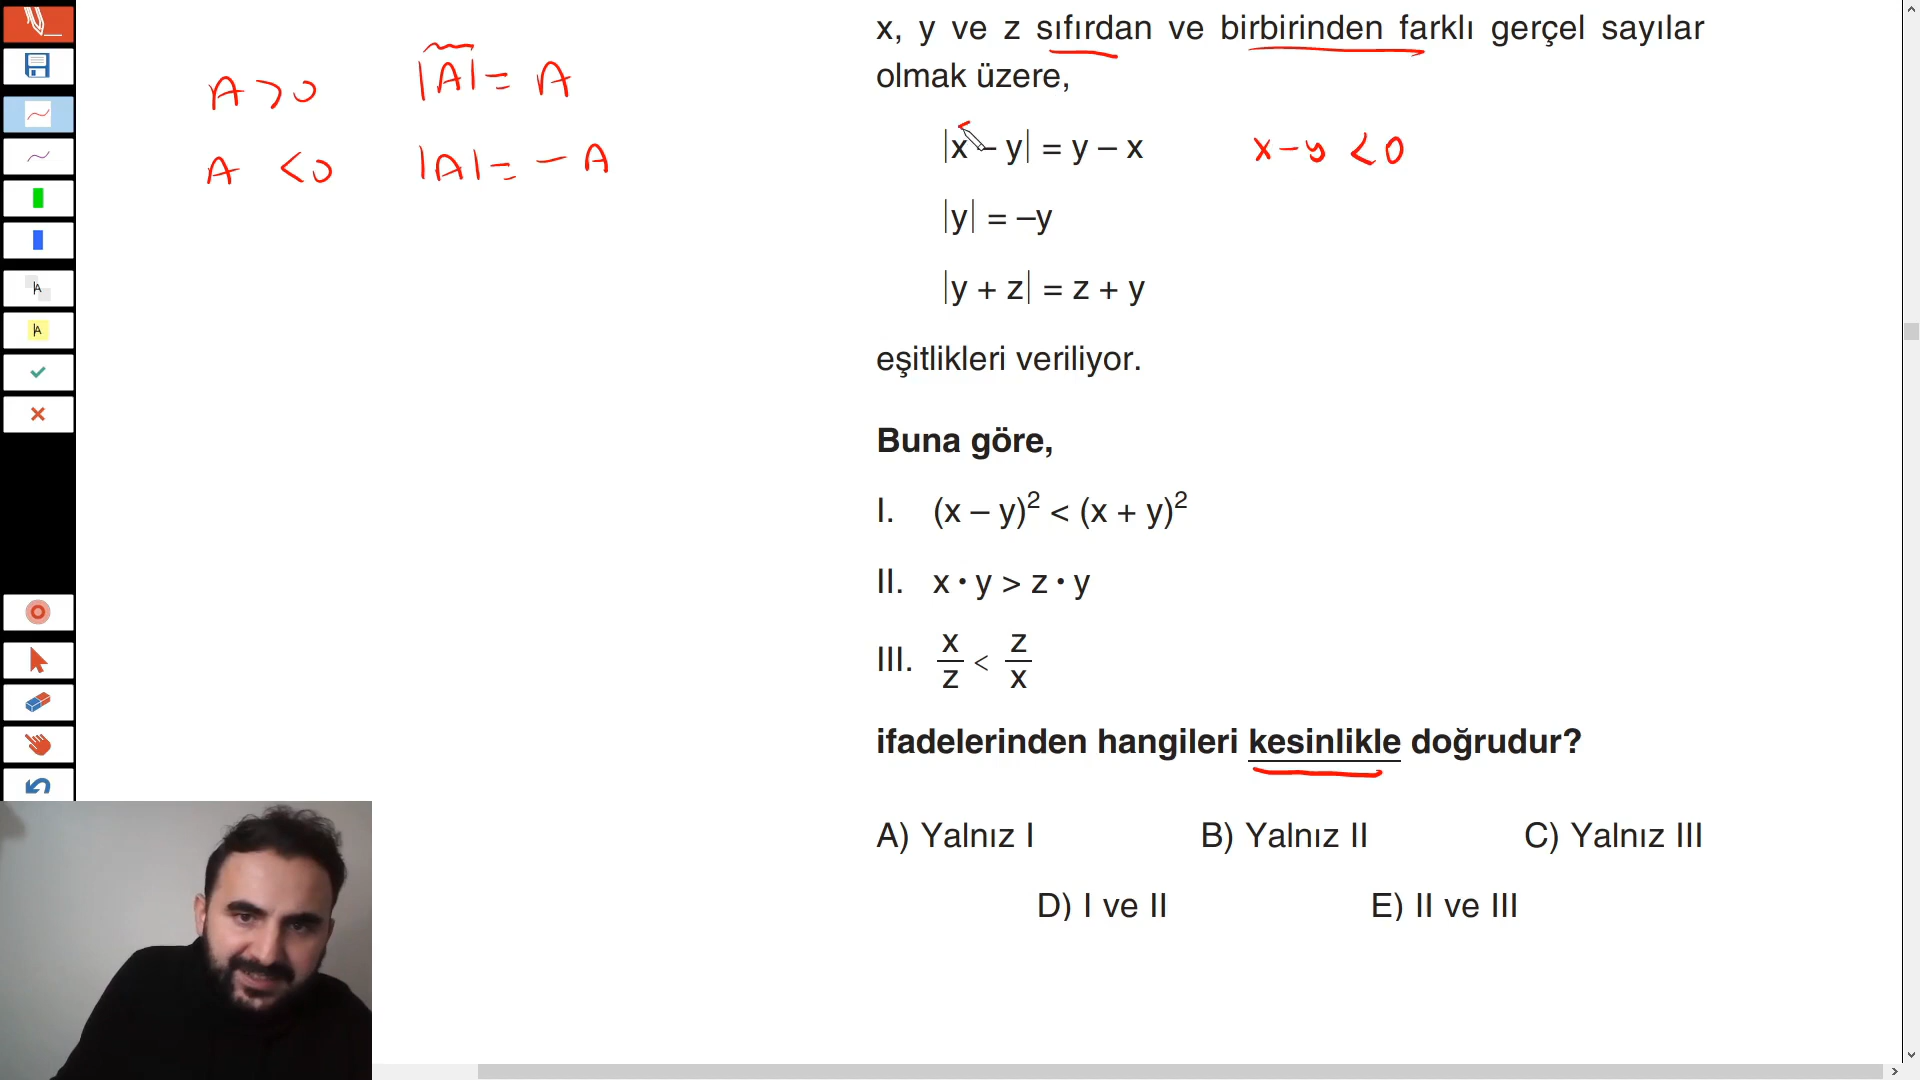 A > 0 |A| = A
A < 0 |A| = - A
x, y ve z sıfırdan ve birbirinden farklı gerçel sayılar
olmak üzere,
|x – y| = y – x x - y < 0
|y| = –y
|y + z| = z + y
eşitlikleri veriliyor.
Buna göre,
I. (x – y)² < (x + y)²
II. x · y > z · y
III. x/z < z/x
ifadelerinden hangileri kesinlikle doğrudur?
A) Yalnız I B) Yalnız II C) Yalnız III
D) I ve II E) II ve III